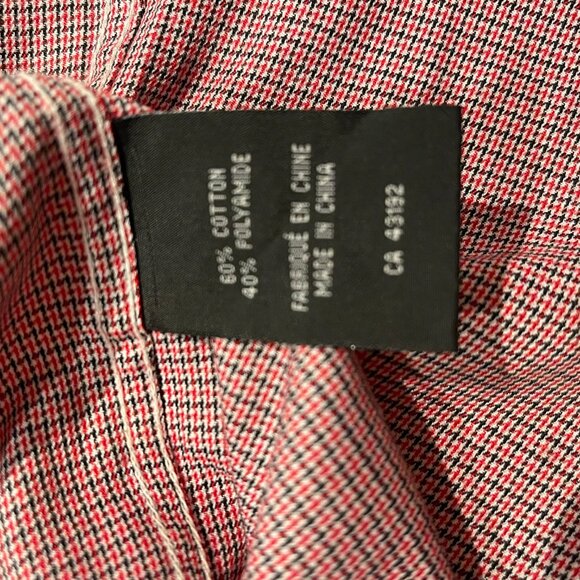 60% COTTON
40% POLYAMIDE
FABRIQUÉ EN CHINE
MADE IN CHINA
CA 43192